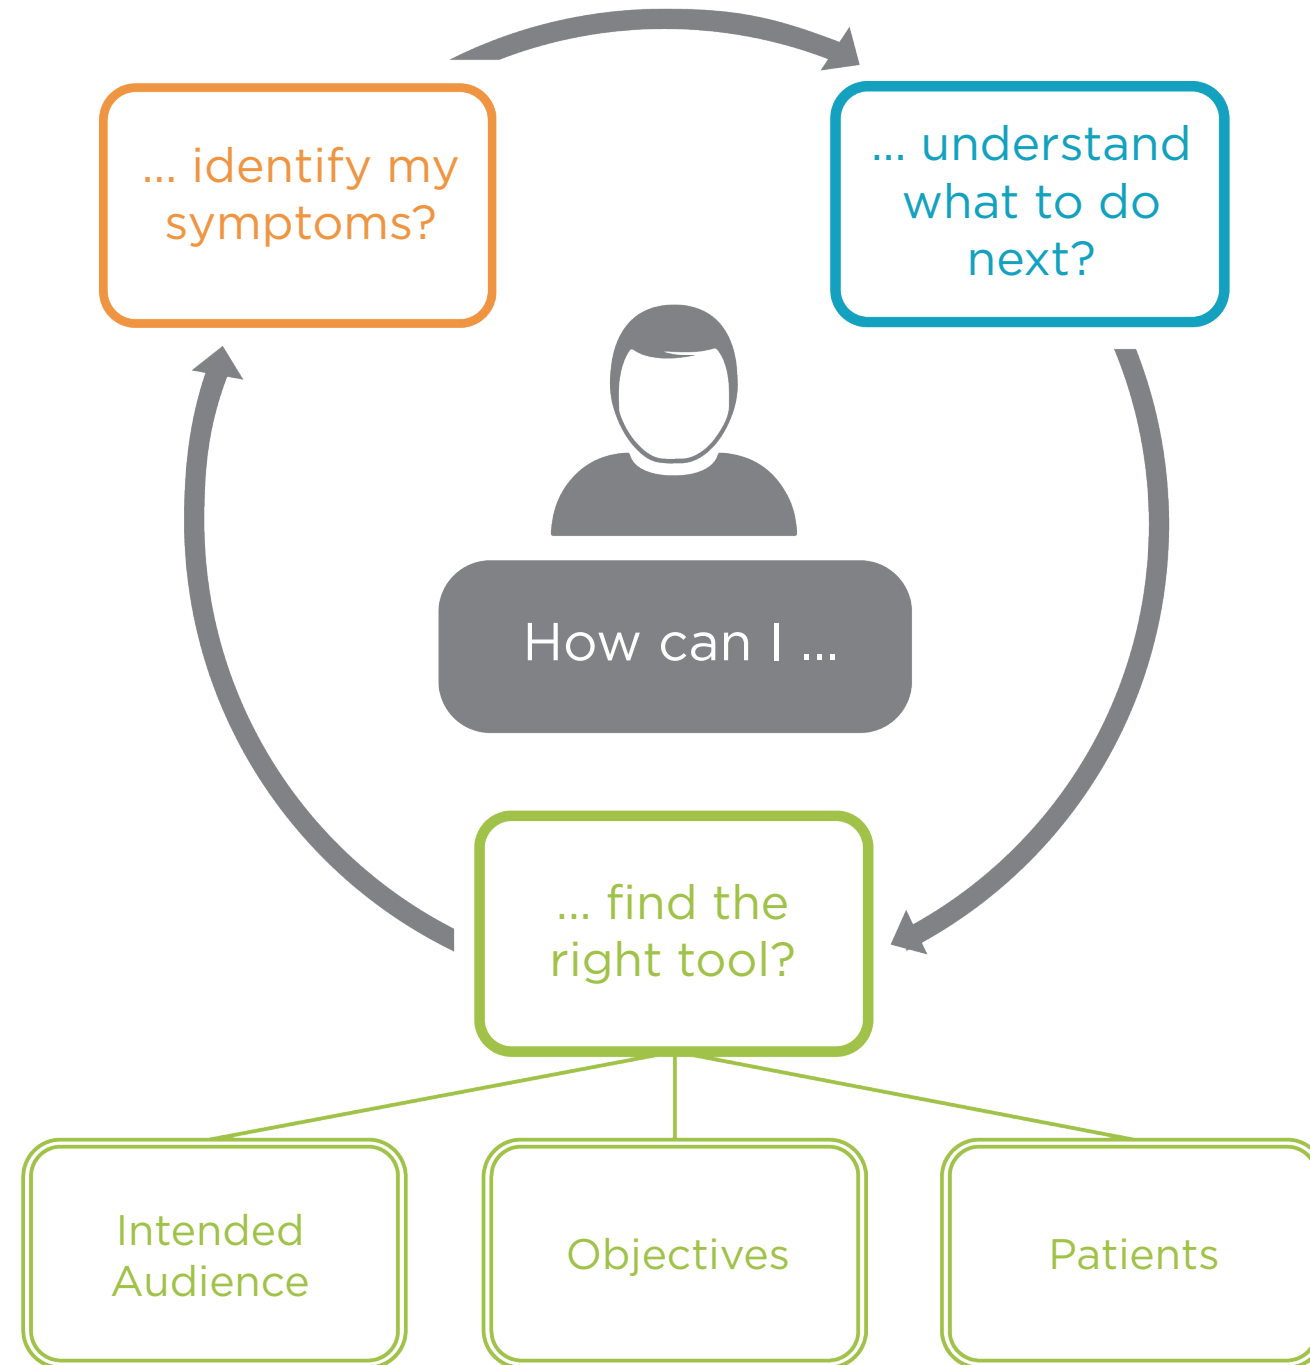 ... identify my
symptoms?
... understand
what to do
next?
How can I ...
... find the
right tool?
Intended
Audience
Objectives
Patients